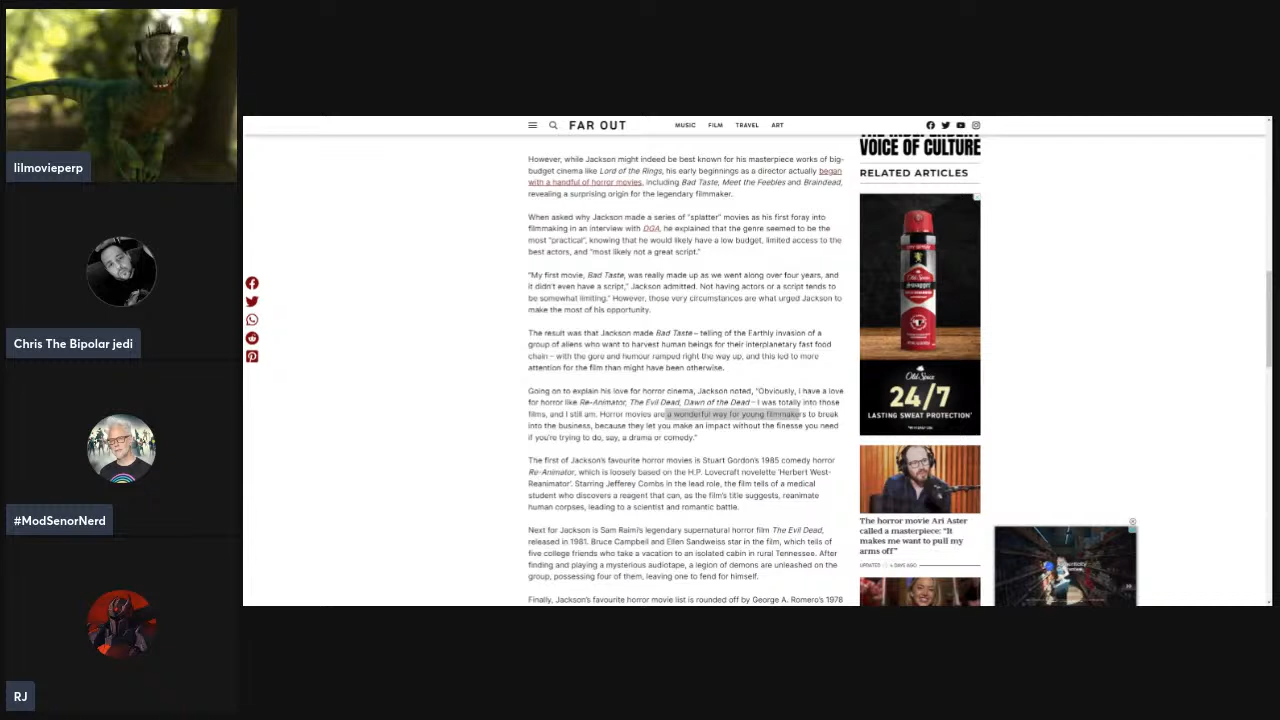 lilmovieperp
Chris The Bipolar jedi
#ModSenorNerd
RJ
FAR OUT
MUSIC FILM TRAVEL ART
However, while Jackson might indeed be best known for his masterpiece works of big-
budget cinema like Lord of the Rings, his early beginnings as a director actually began
with a handful of horror movies, including Bad Taste, Meet the Feebles and Braindead,
revealing a surprising origin for the legendary filmmaker.
When asked why Jackson made a series of “splatter” movies as his first foray into
filmmaking in an interview with DGA, he explained that the genre seemed to be the
most “practical”, knowing that he would likely have a low budget, limited access to the
best actors, and “most likely not a great script.”
“My first movie, Bad Taste, was really made up as we went along over four years, and
it didn’t even have a script,” Jackson admitted. Not having actors or a script tends to
be somewhat limiting.” However, those very circumstances are what urged Jackson to
make the most of his opportunity.
The result was that Jackson made Bad Taste – telling of the Earthly invasion of a
group of aliens who want to harvest human beings for their interplanetary fast food
chain – with the gore and humour ramped right the way up, and this led to more
attention for the film than might have been otherwise.
Going on to explain his love for horror cinema, Jackson noted, “Obviously, I have a love
for horror like Re-Animator, The Evil Dead, Dawn of the Dead – I was totally into those
films, and I still am. Horror movies are a wonderful way for young filmmakers to break
into the business, because they let you make an impact without the finesse you need
if you’re trying to do, say, a drama or comedy.”
The first of Jackson’s favourite horror movies is Stuart Gordon’s 1985 comedy horror
Re-Animator, which is loosely based on the H.P. Lovecraft novelette ‘Herbert West-
Reanimator’. Starring Jefferey Combs in the lead role, the film tells of a medical
student who discovers a reagent that can, as the film’s title suggests, reanimate
human corpses, leading to a scientist and romantic battle.
Next for Jackson is Sam Raimi’s legendary supernatural horror film The Evil Dead,
released in 1981. Bruce Campbell and Ellen Sandweiss star in the film, which tells of
five college friends who take a vacation to an isolated cabin in rural Tennessee. After
finding and playing a mysterious audiotape, a legion of demons are unleashed on the
group, possessing four of them, leaving one to fend for himself.
Finally, Jackson’s favourite horror movie list is rounded off by George A. Romero’s 1978
THE INDEPENDENT
VOICE OF CULTURE
RELATED ARTICLES
Old Spice
24/7
LASTING SWEAT PROTECTION*
The horror movie Ari Aster
called a masterpiece: “It
makes me want to pull my
arms off”
UPDATED 4 DAYS AGO